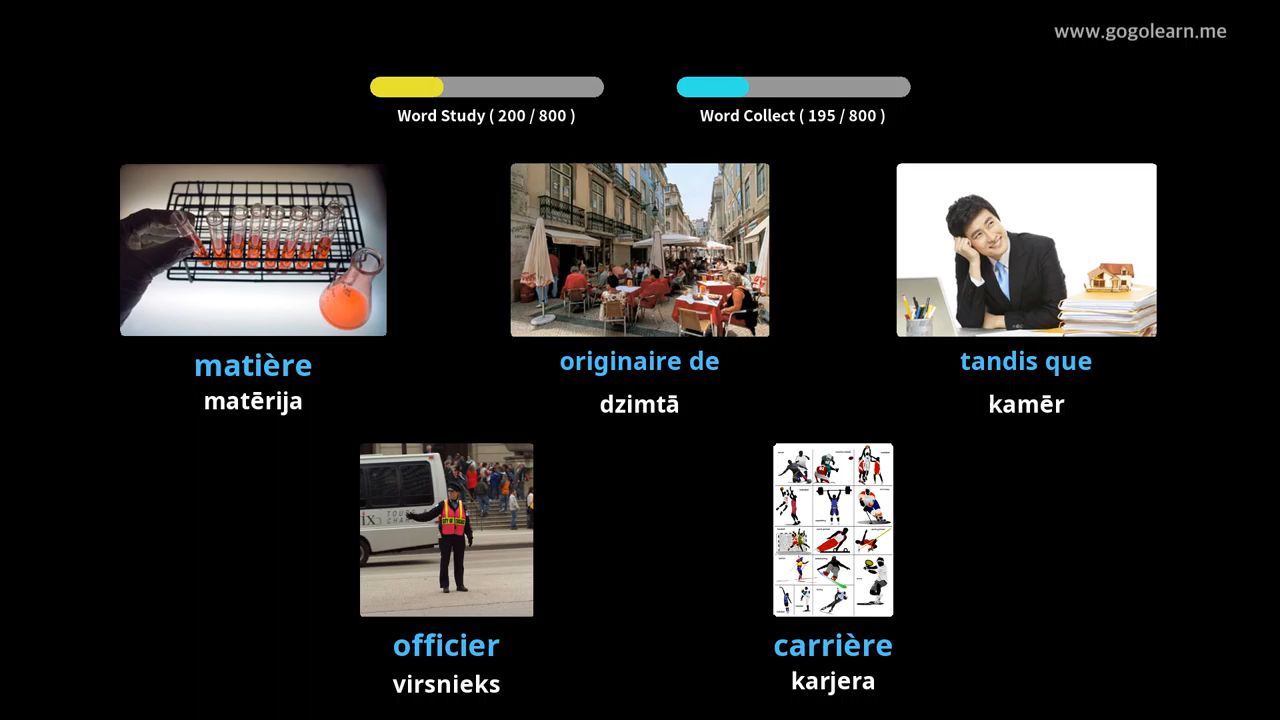 www.gogolearn.me
Word Study ( 200 / 800 )
Word Collect ( 195 / 800 )
matière
matērija
originaire de
dzimtā
tandis que
kamēr
officier
virsnieks
carrière
karjera